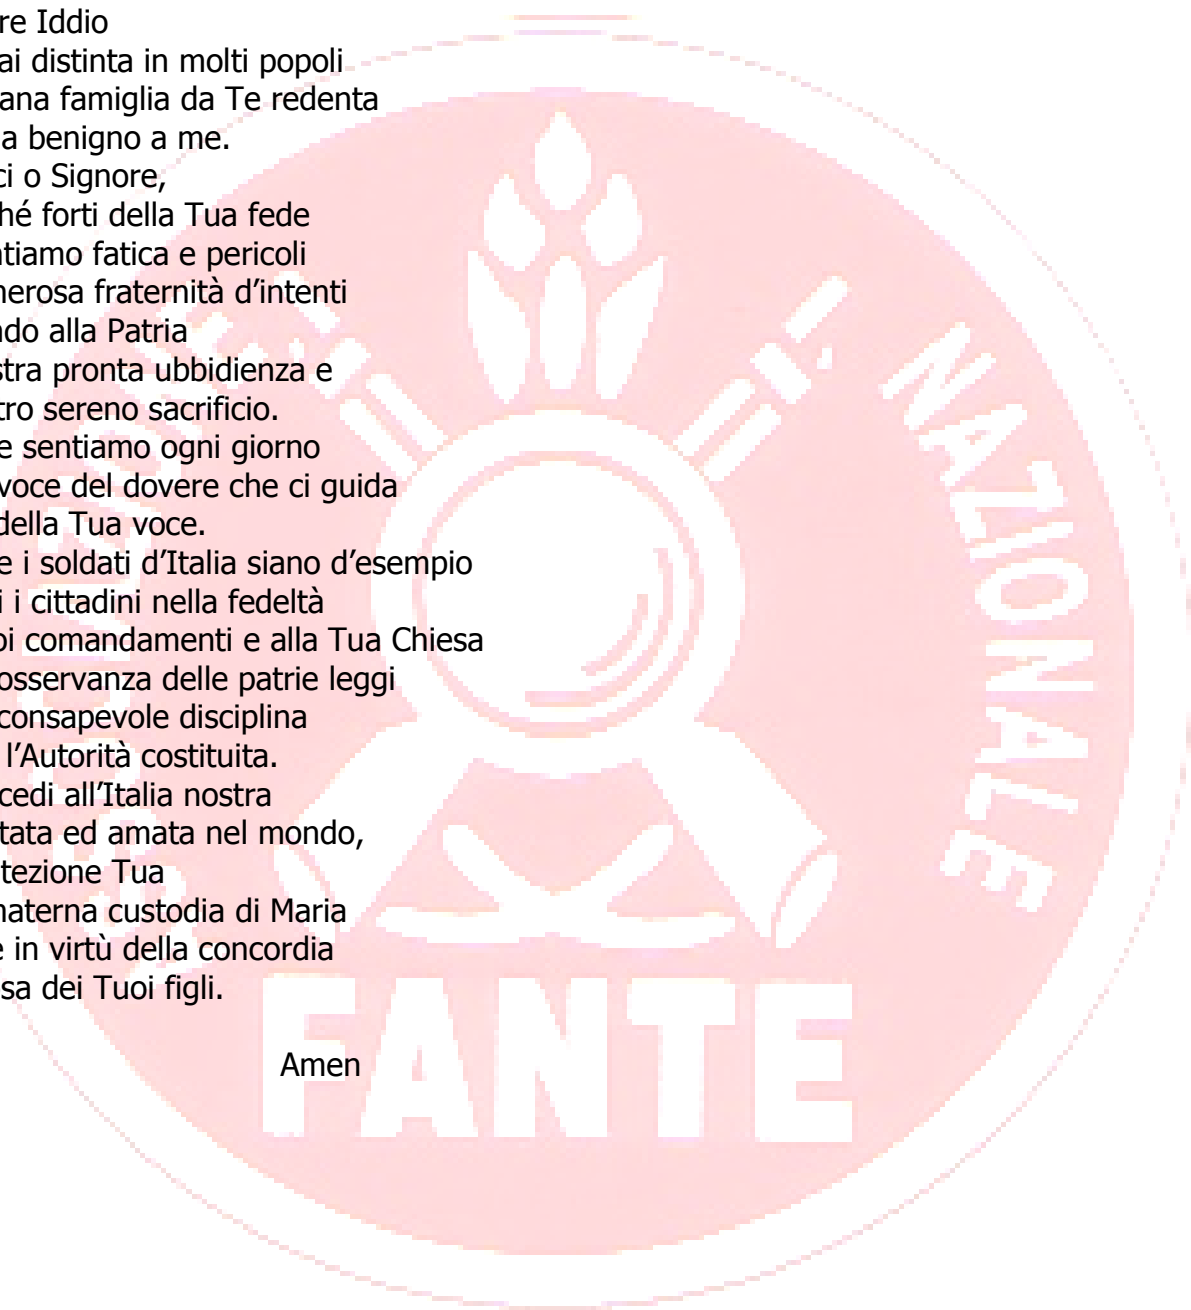 re Iddio
ai distinta in molti popoli
ana famiglia da Te redenta
a benigno a me.
ci o Signore,
hé forti della Tua fede
tiamo fatica e pericoli
nerosa fraternità d’intenti
ndo alla Patria
stra pronta ubbidienza e
tro sereno sacrificio.
e sentiamo ogni giorno
voce del dovere che ci guida
della Tua voce.
e i soldati d’Italia siano d’esempio
i i cittadini nella fedeltà
oi comandamenti e alla Tua Chiesa
osservanza delle patrie leggi
consapevole disciplina
l’Autorità costituita.
cedi all’Italia nostra
tata ed amata nel mondo,
tezione Tua
naterna custodia di Maria
e in virtù della concordia
sa dei Tuoi figli.
Amen
NAZIONALE
FANTE